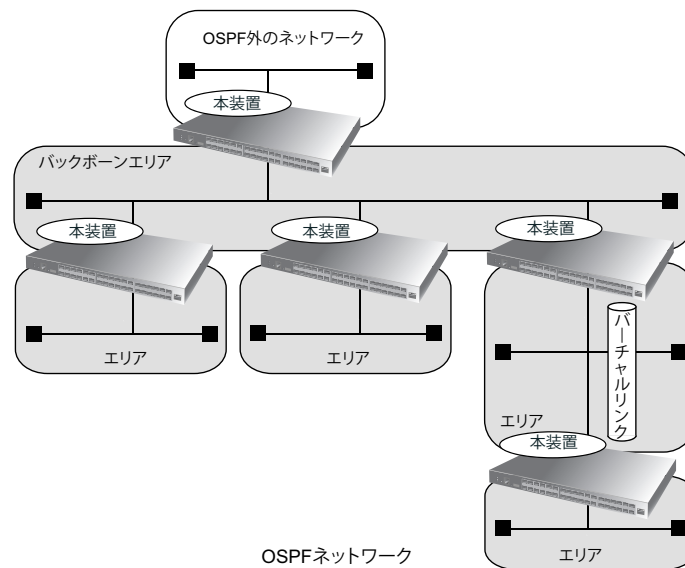 OSPF外のネットワーク
本装置
バックボーンエリア
本装置
本装置
本装置
エリア
エリア
バーチャルリンク
エリア
本装置
OSPFネットワーク
エリア